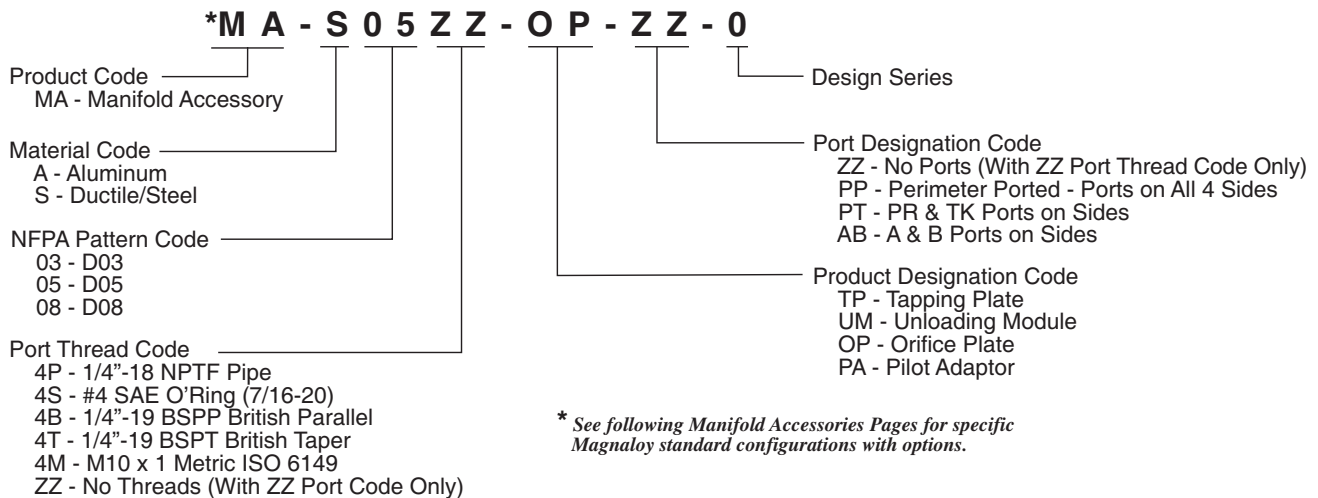 *MA-S05ZZ-OP-ZZ-0
Product Code
MA - Manifold Accessory
Material Code
A - Aluminum
S - Ductile/Steel
NFPA Pattern Code
03 - D03
05 - D05
08 - D08
Port Thread Code
4P - 1/4”-18 NPTF Pipe
4S - #4 SAE O’Ring (7/16-20)
4B - 1/4”-19 BSPP British Parallel
4T - 1/4”-19 BSPT British Taper
4M - M10 x 1 Metric ISO 6149
ZZ - No Threads (With ZZ Port Code Only)
Design Series
Port Designation Code
ZZ - No Ports (With ZZ Port Thread Code Only)
PP - Perimeter Ported - Ports on All 4 Sides
PT - PR & TK Ports on Sides
AB - A & B Ports on Sides
Product Designation Code
TP - Tapping Plate
UM - Unloading Module
OP - Orifice Plate
PA - Pilot Adaptor
* See following Manifold Accessories Pages for specific
Magnaloy standard configurations with options.